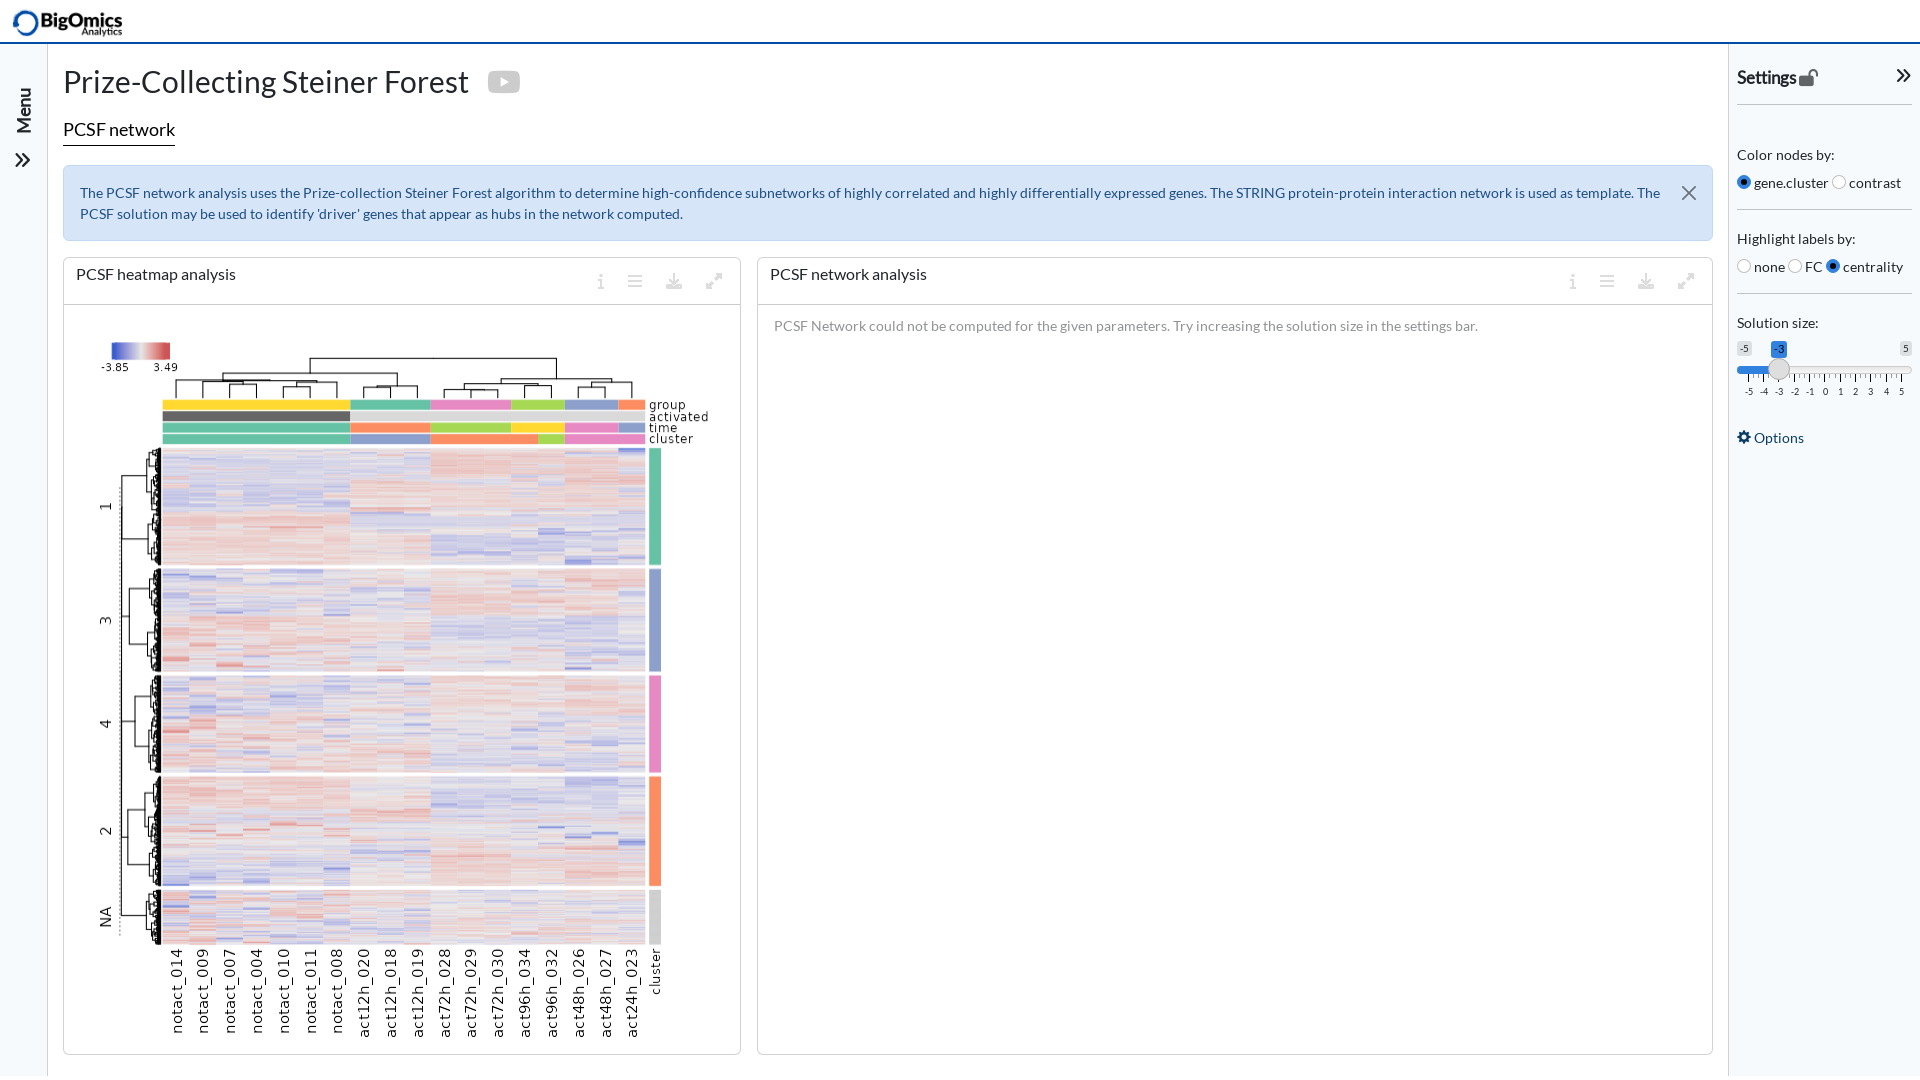 BigOmics
Analytics
Menu
Prize-Collecting Steiner Forest
PCSF network
The PCSF network analysis uses the Prize-collection Steiner Forest algorithm to determine high-confidence subnetworks of highly correlated and highly differentially expressed genes. The STRING protein-protein interaction network is used as template. The
PCSF solution may be used to identify 'driver' genes that appear as hubs in the network computed.
PCSF heatmap analysis
-3.85 3.49
group
activated
time
cluster
1
3
4
2
NA
notact_014
notact_009
notact_007
notact_004
notact_010
notact_011
notact_008
act12h_020
act12h_018
act12h_019
act72h_028
act72h_029
act72h_030
act96h_034
act96h_032
act48h_026
act48h_027
act24h_023
cluster
PCSF network analysis
PCSF Network could not be computed for the given parameters. Try increasing the solution size in the settings bar.
Settings
Color nodes by:
gene.cluster contrast
Highlight labels by:
none FC centrality
Solution size:
-5 -3 5
-5 -4 -3 -2 -1 0 1 2 3 4 5
Options